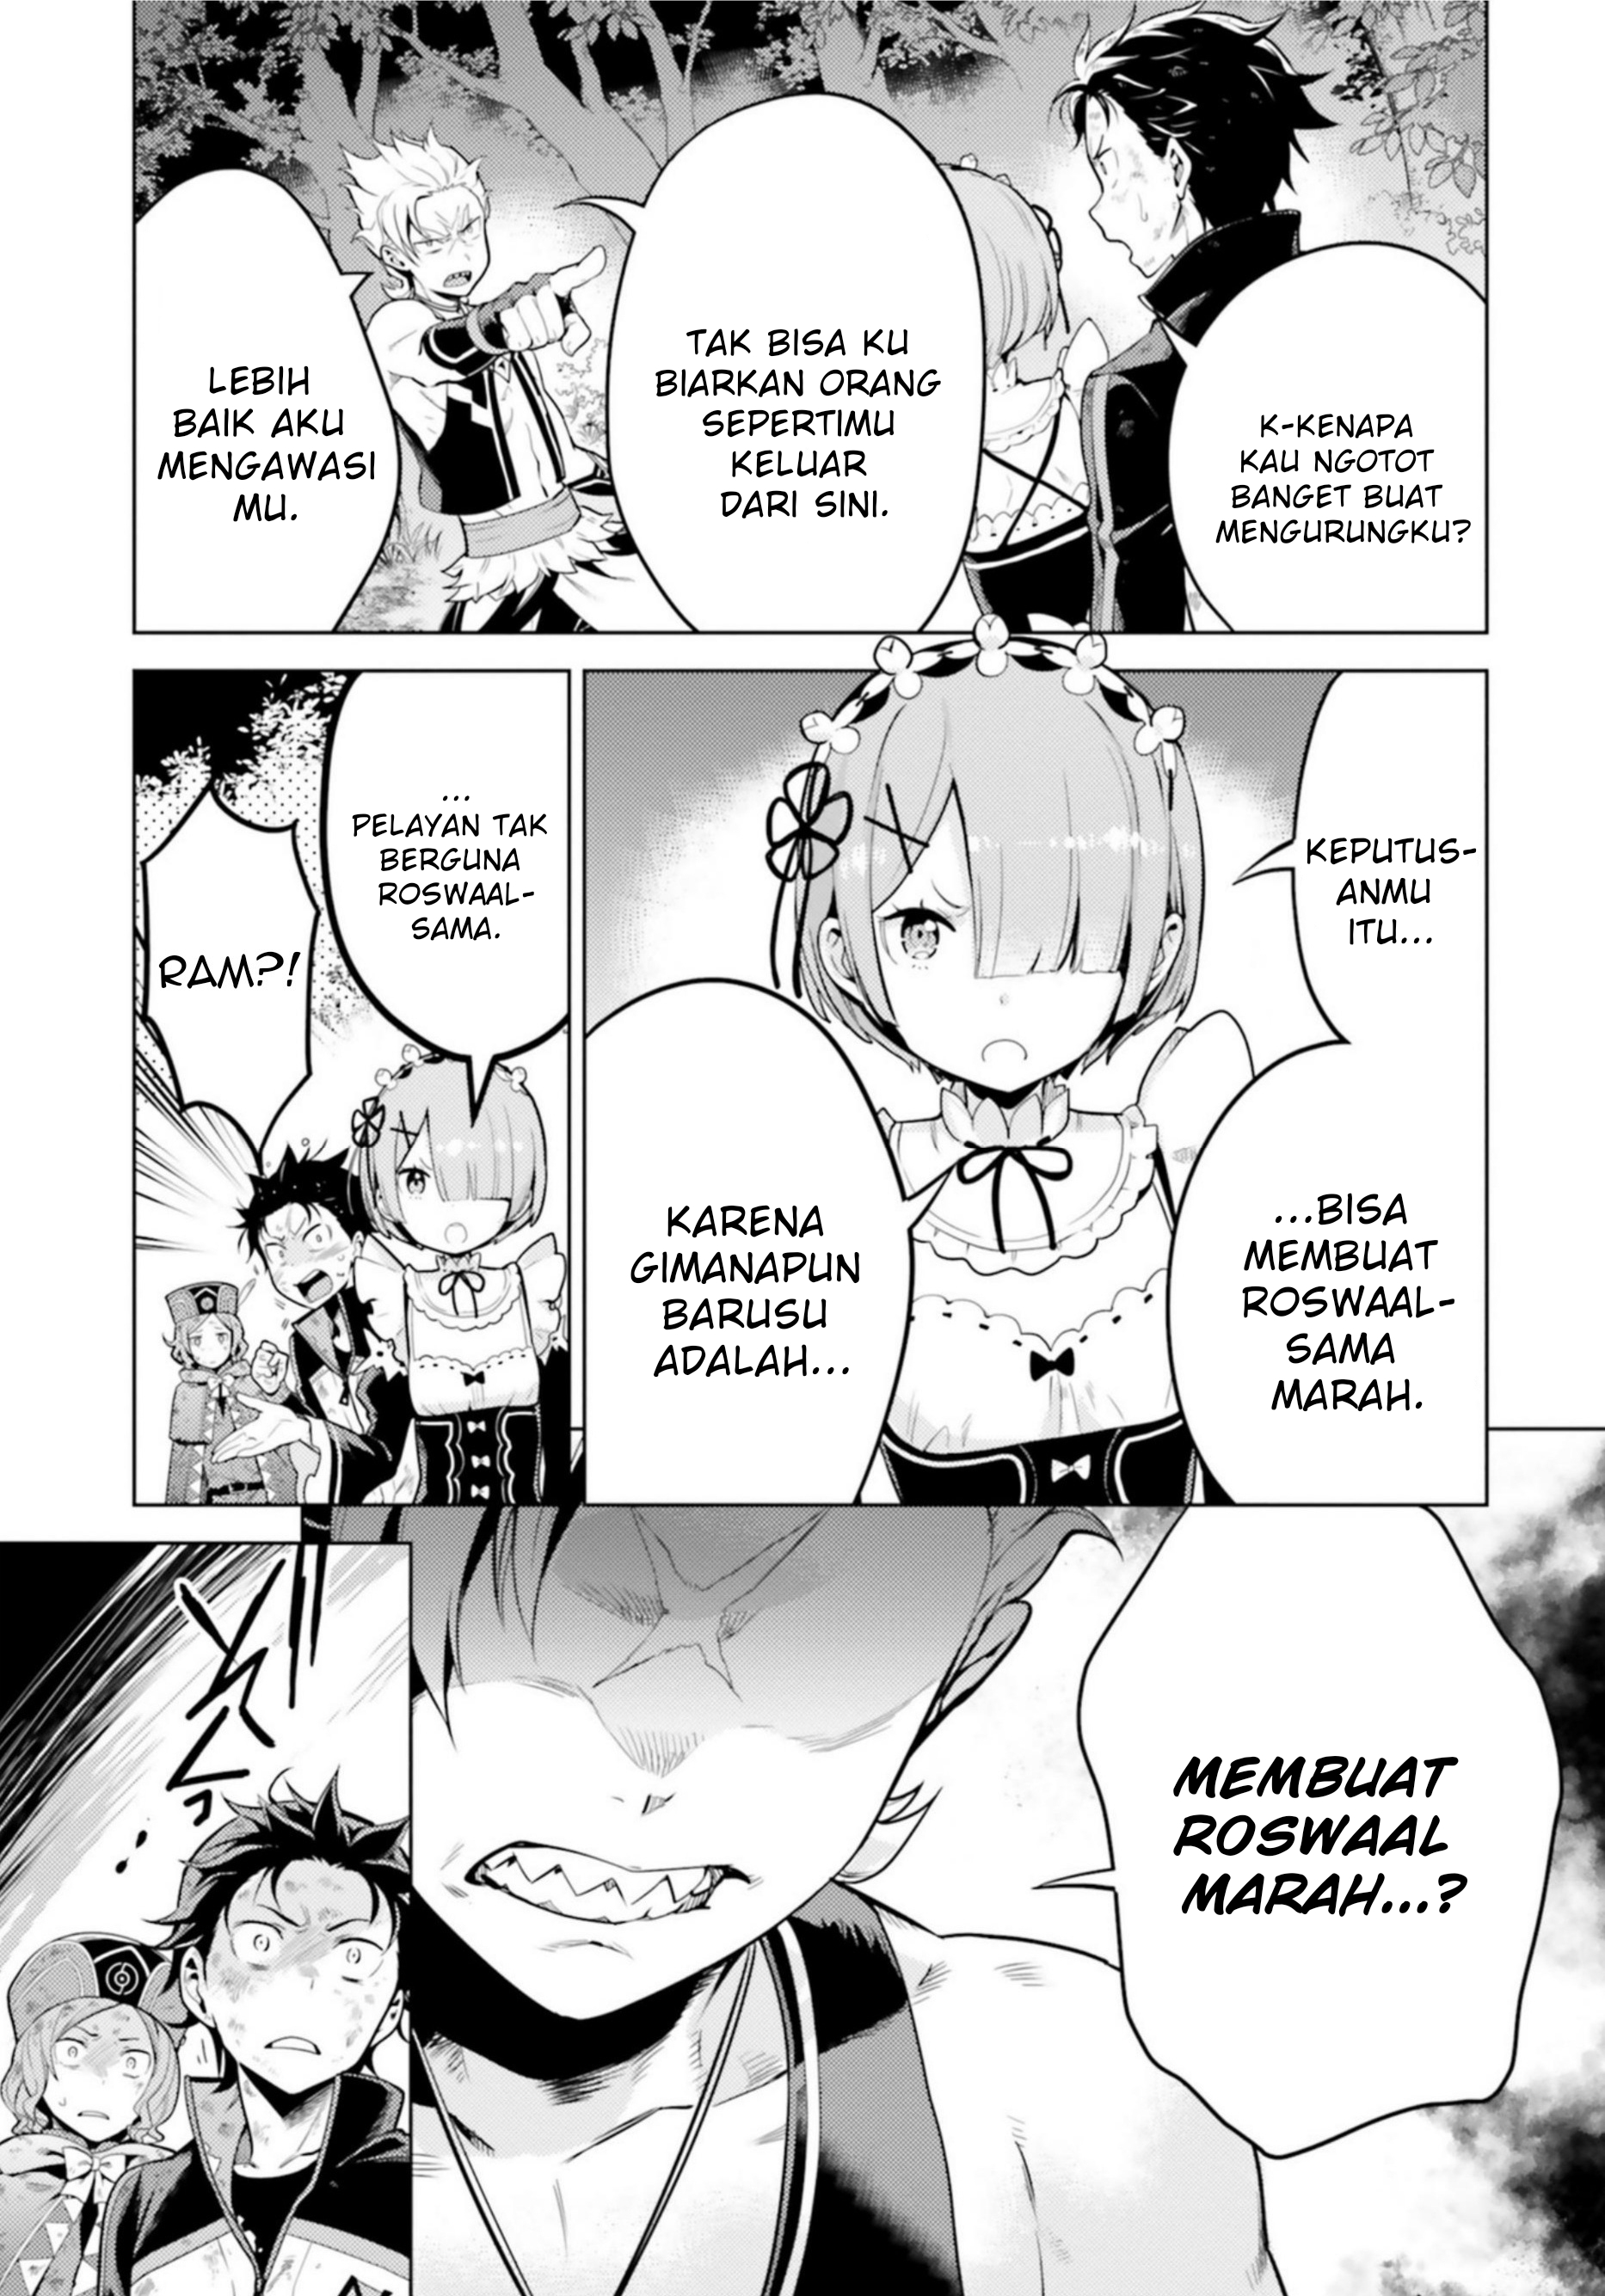 K-KENAPA
KAU NGOTOT
BANGET BUAT
MENGURUNGKU?
TAK BISA KU
BIARKAN ORANG
SEPERTIMU
KELUAR
DARI SINI.
LEBIH
BAIK AKU
MENGAWASI
MU.
KEPUTUS-
ANMU
ITU...
...BISA
MEMBUAT
ROSWAAL-
SAMA
MARAH.
KARENA
GIMANAPUN
BARUSU
ADALAH...
...
PELAYAN TAK
BERGUNA
ROSWAAL-
SAMA.
RAM?!
MEMBUAT
ROSWAAL
MARAH...?